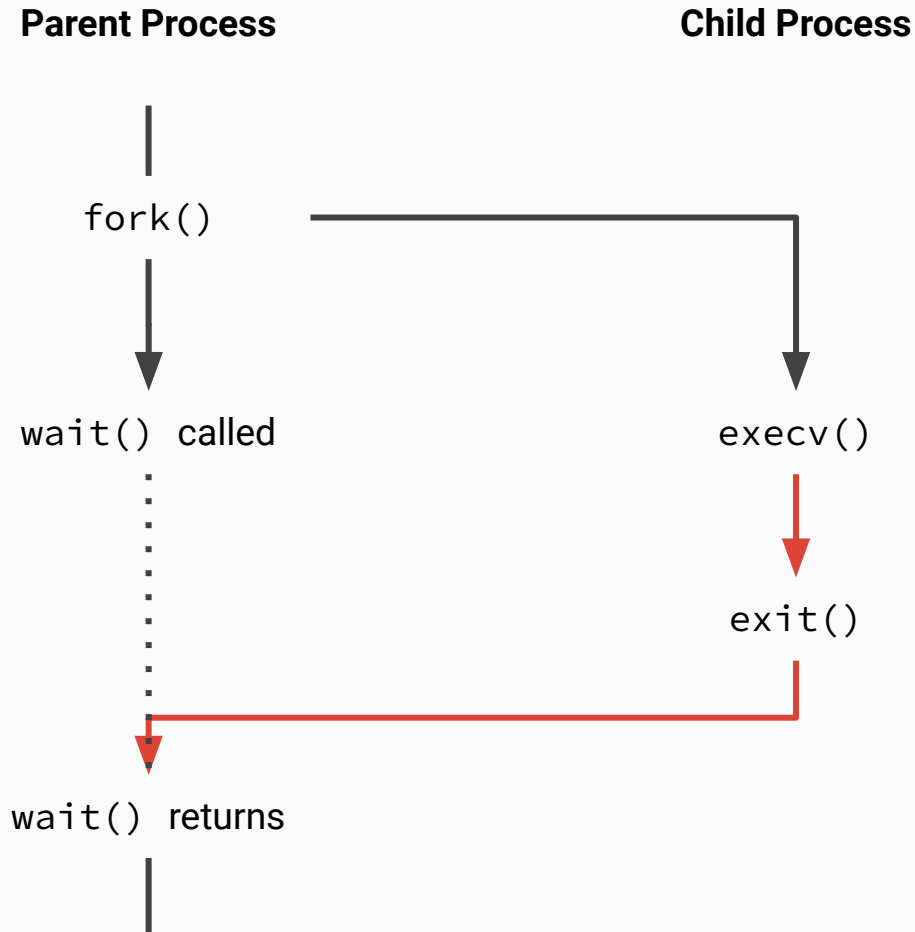 Parent Process
Child Process
fork()
wait() called
execv()
exit()
wait() returns